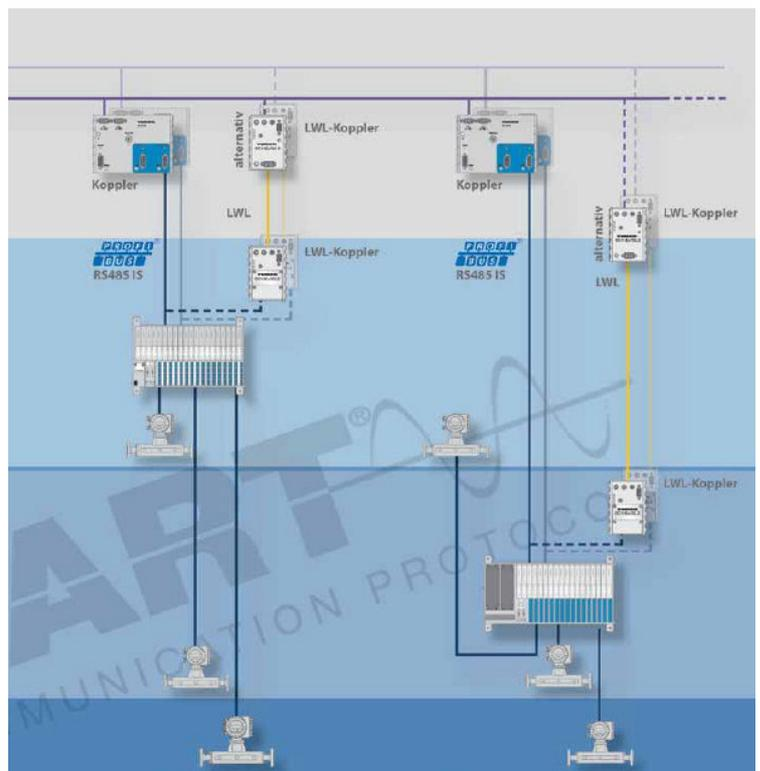 alternativ
LWL-Koppler
Koppler
LWL
LWL-Koppler
PROFI
BUS
RS485 IS
alternativ
LWL-Koppler
Koppler
LWL
PROFI
BUS
RS485 IS
LWL-Koppler
ART®
MMUNICATION PROTOCO